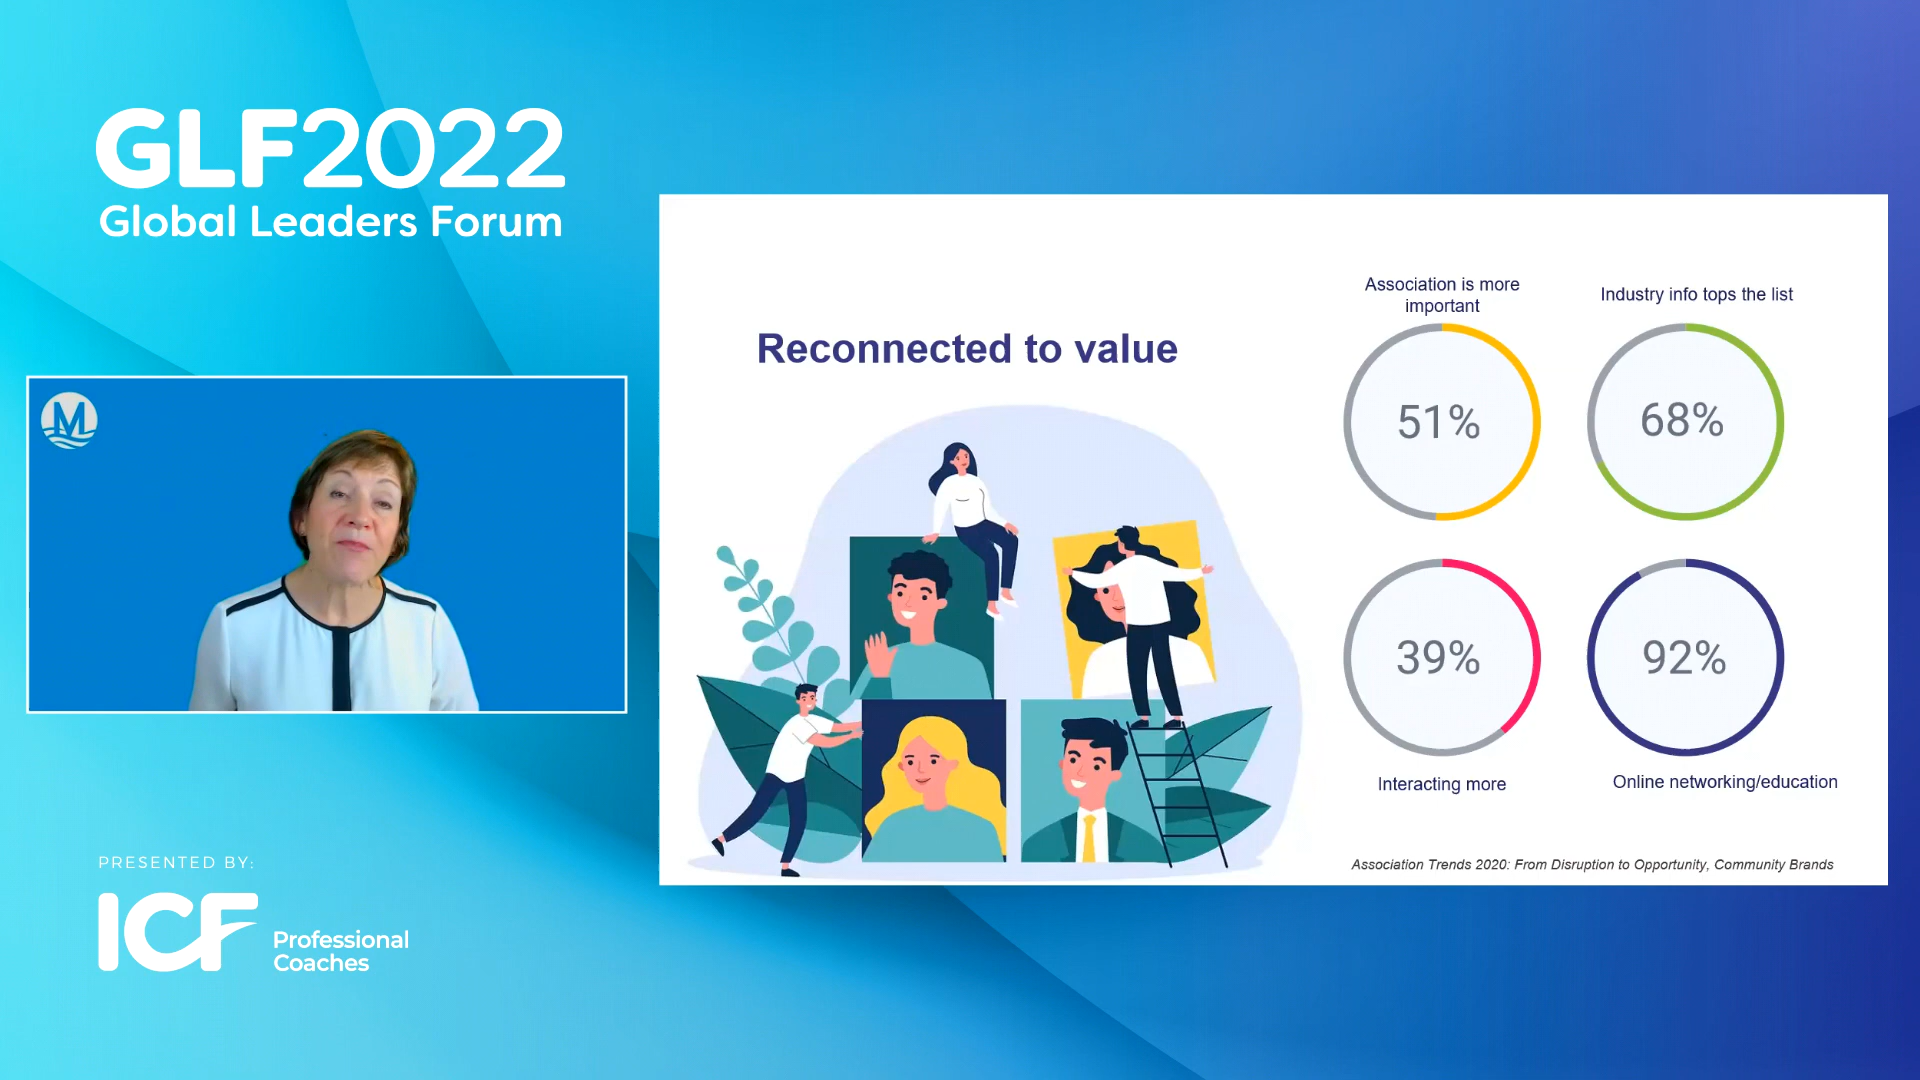 GLF2022
Global Leaders Forum
M
PRESENTED BY:
ICF
Professional
Coaches
Reconnected to value
Association is more
important
51%
Industry info tops the list
68%
39%
Interacting more
92%
Online networking/education
Association Trends 2020: From Disruption to Opportunity, Community Brands